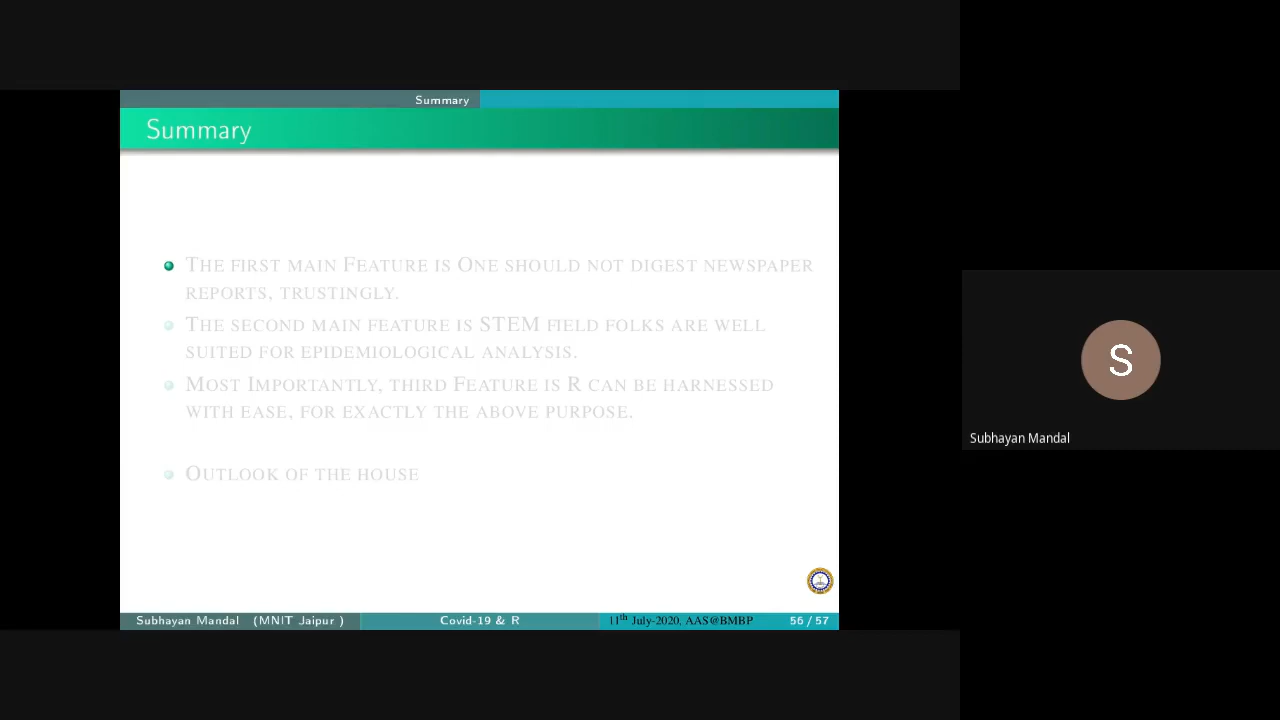 Summary
Summary
The first main Feature is One should not digest newspaper
reports, trustingly.
The second main feature is STEM field folks are well
suited for epidemiological analysis.
Most Importantly, third Feature is R can be harnessed
with ease, for exactly the above purpose.
Outlook of the house
Subhayan Mandal (MNIT Jaipur ) Covid-19 & R 11th July-2020, AAS@BMBP 56 / 57
S
Subhayan Mandal